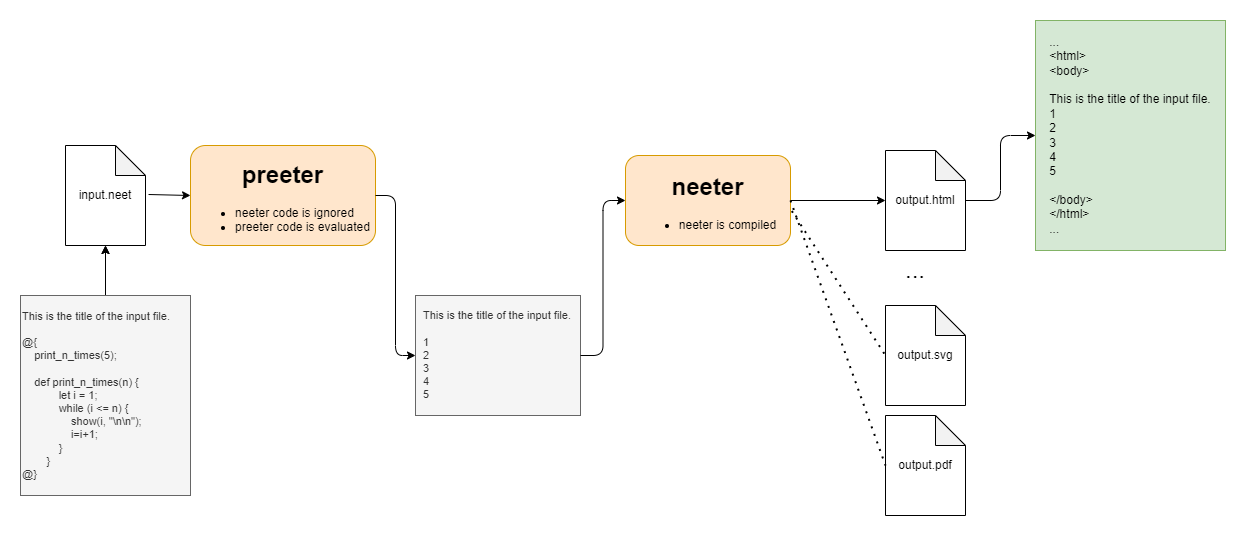 input.neet
This is the title of the input file.
@{
print_n_times(5);
def print_n_times(n) {
let i = 1;
while (i <= n) {
show(i, "\n\n");
i=i+1;
}
}
@}
preeter
• neeter code is ignored
• preeter code is evaluated
This is the title of the input file.
1
2
3
4
5
neeter
• neeter is compiled
output.html
...
output.svg
output.pdf
...
<html>
<body>
This is the title of the input file.
1
2
3
4
5
</body>
</html>
...